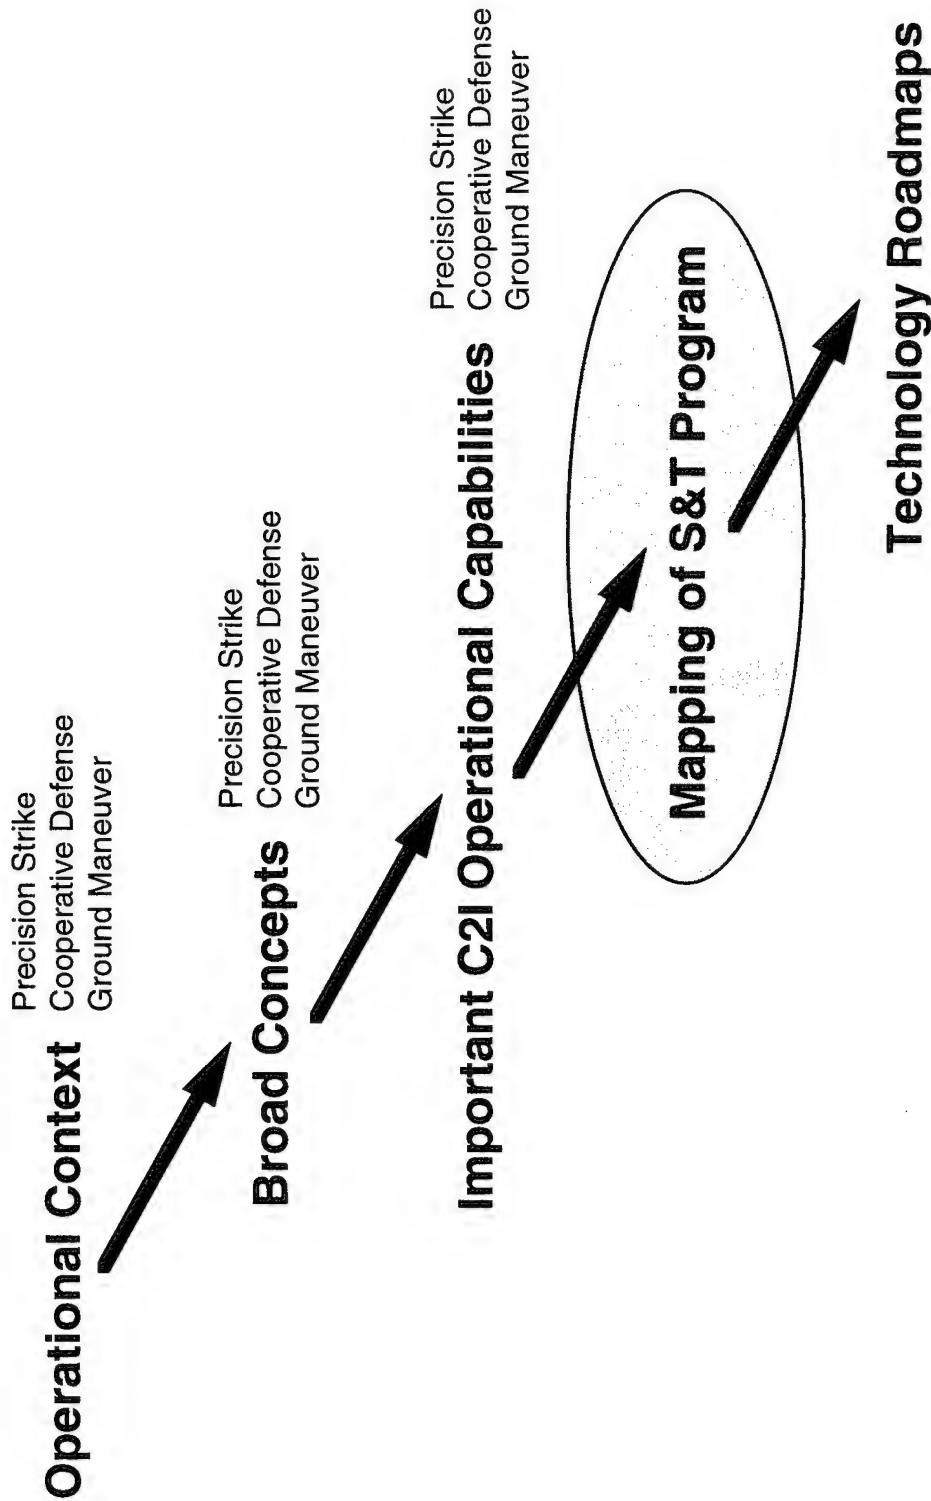 Operational Context
Precision Strike
Cooperative Defense
Ground Maneuver
Broad Concepts
Precision Strike
Cooperative Defense
Ground Maneuver
Important C2I Operational Capabilities
Precision Strike
Cooperative Defense
Ground Maneuver
Mapping of S&T Program
Technology Roadmaps